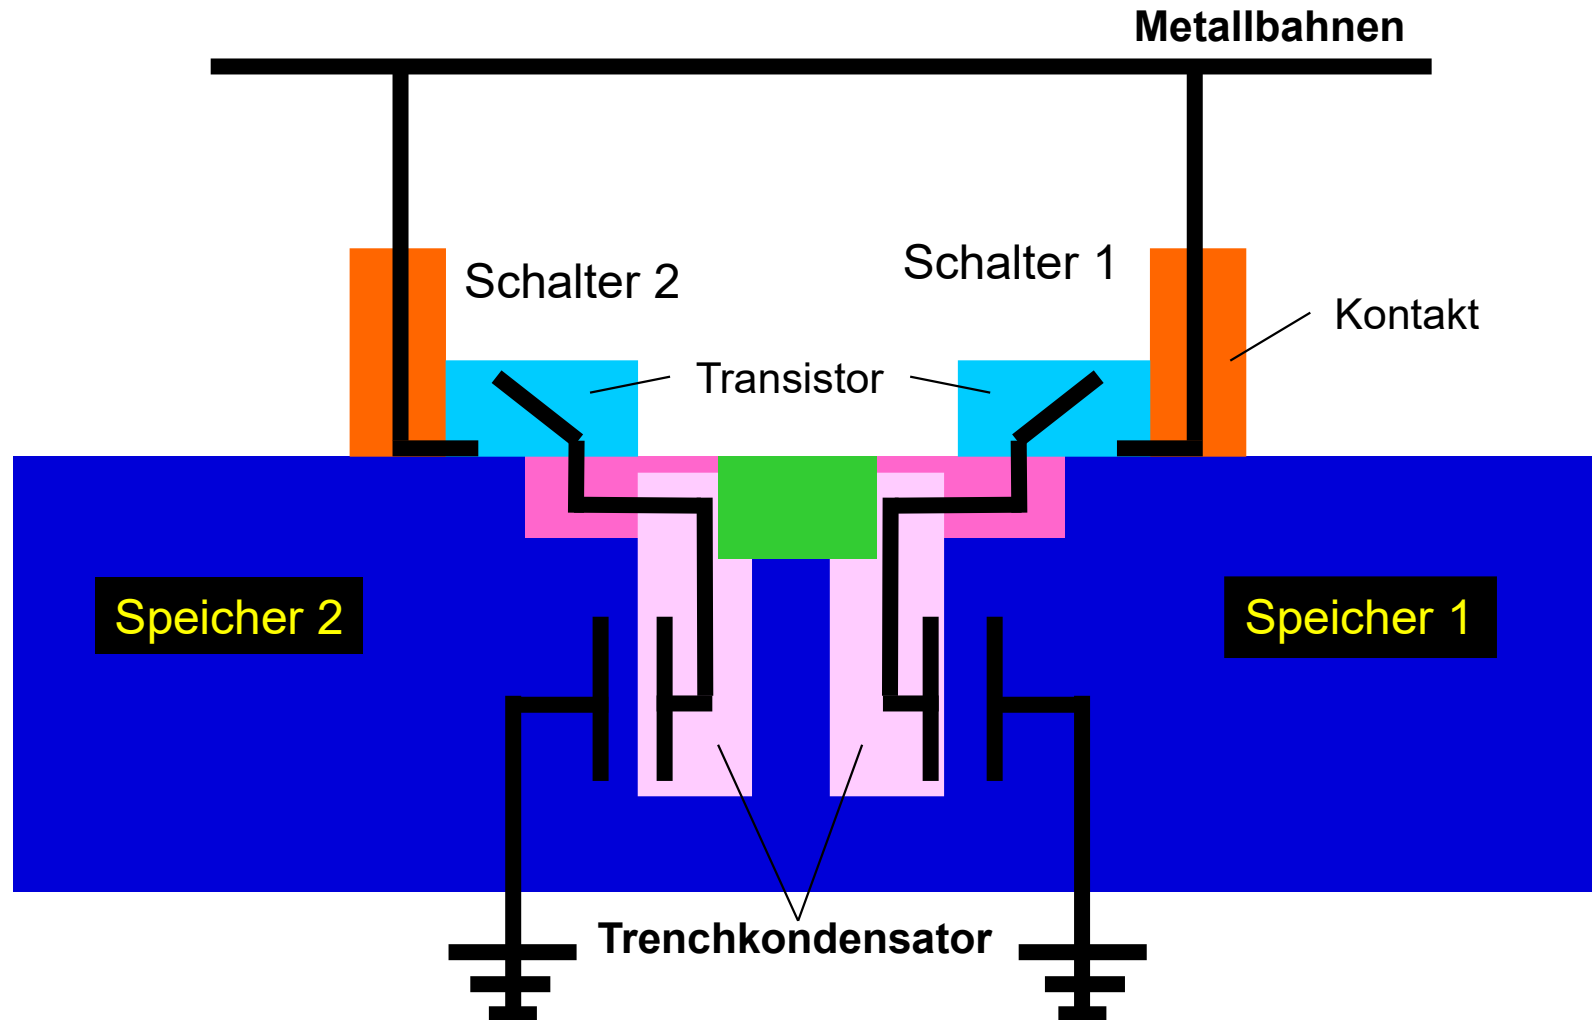 Metallbahnen
Schalter 2
Schalter 1
Kontakt
Transistor
Speicher 2
Speicher 1
Trenchkondensator